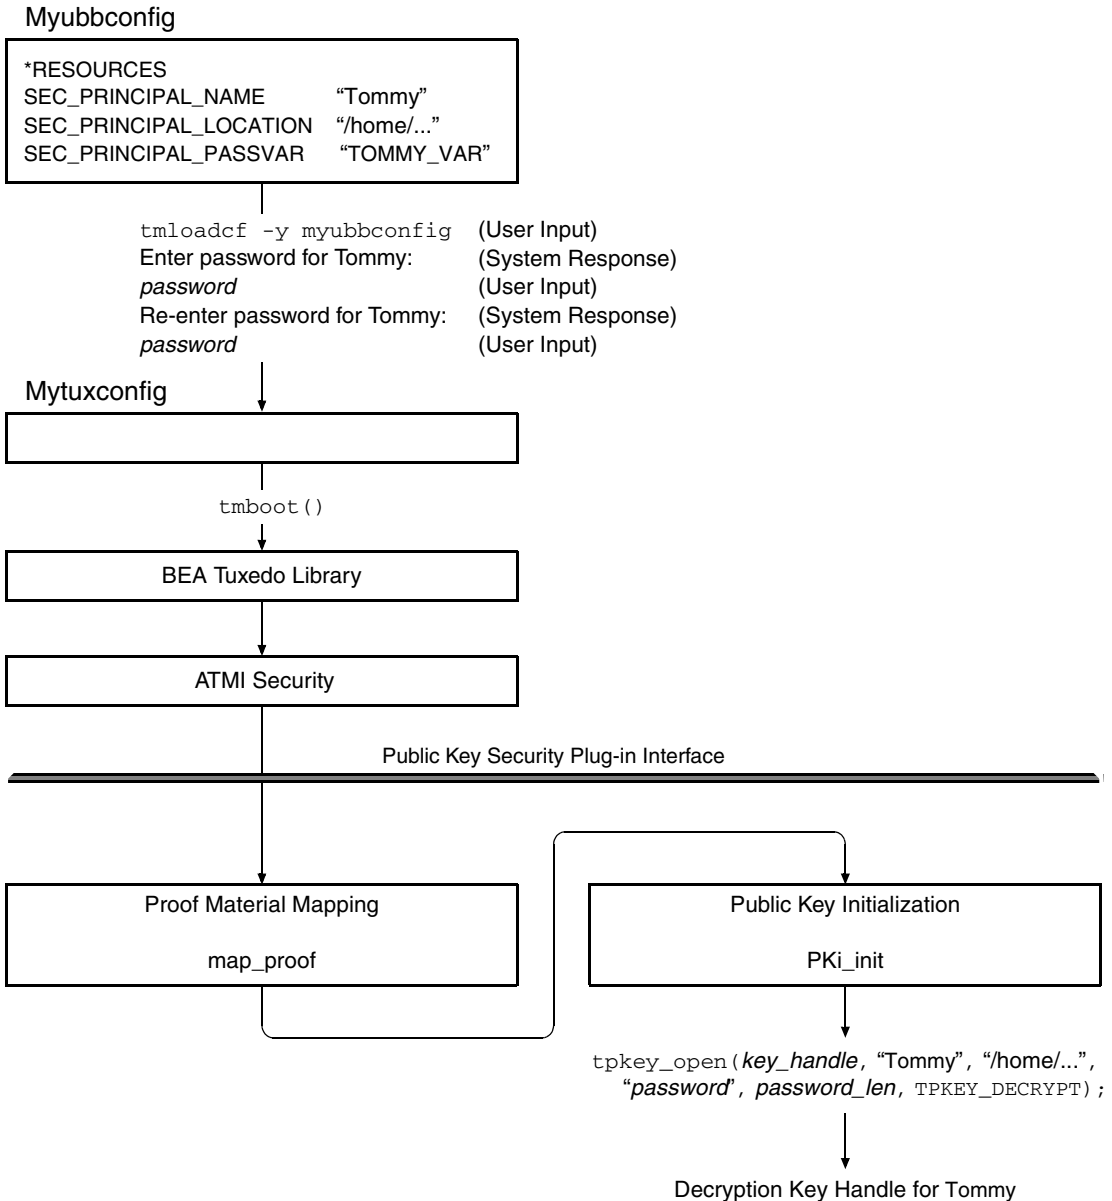 Myubbconfig
*RESOURCES
SEC_PRINCIPAL_NAME “Tommy”
SEC_PRINCIPAL_LOCATION “/home/...”
SEC_PRINCIPAL_PASSVAR “TOMMY_VAR”
tmloadcf -y myubbconfig (User Input)
Enter password for Tommy: (System Response)
password (User Input)
Re-enter password for Tommy: (System Response)
password (User Input)
Mytuxconfig
tmboot()
BEA Tuxedo Library
ATMI Security
Public Key Security Plug-in Interface
Proof Material Mapping
map_proof
Public Key Initialization
PKi_init
tpkey_open(key_handle, “Tommy”, “/home/...”,
“password”, password_len, TPKEY_DECRYPT);
Decryption Key Handle for Tommy